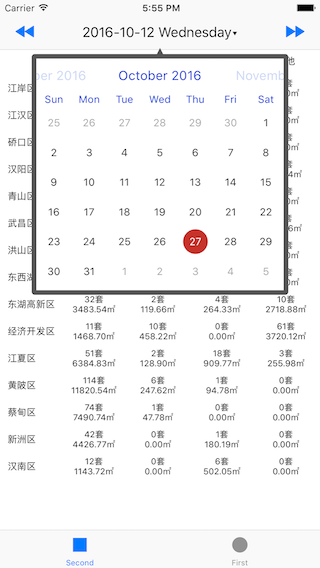 Carrier 5:55 PM
2016-10-12 Wednesday▾
ber 2016 October 2016 Novemb
Sun Mon Tue Wed Thu Fri Sat
25 26 27 28 29 30 1
2 3 4 5 6 7 8
9 10 11 12 13 14 15
16 17 18 19 20 21 22
23 24 25 26 27 28 29
30 31 1 2 3 4 5
江岸区
江汉区
硚口区
汉阳区
青山区
武昌区
洪山区
东西湖
东湖高新区 32套 2套 4套 10套
3483.54㎡ 119.66㎡ 264.33㎡ 2718.88㎡
经济开发区 11套 10套 0套 61套
1468.70㎡ 458.22㎡ 0.00㎡ 3720.12㎡
江夏区 51套 2套 18套 3套
6384.83㎡ 128.90㎡ 909.77㎡ 255.98㎡
黄陂区 114套 6套 1套 0套
11820.54㎡ 247.62㎡ 94.78㎡ 0.00㎡
蔡甸区 74套 1套 0套 0套
7490.74㎡ 47.78㎡ 0.00㎡ 0.00㎡
新洲区 42套 0套 1套 0套
4426.77㎡ 0.00㎡ 180.19㎡ 0.00㎡
汉南区 12套 0套 6套 0套
1143.72㎡ 0.00㎡ 502.05㎡ 0.00㎡
Second First